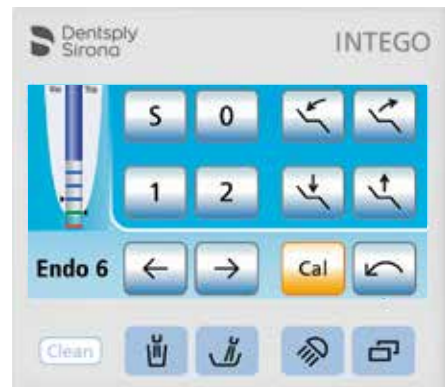 Dentsply
Sirona
INTEGO
S 0
1 2
Endo 6
Cal
Clean